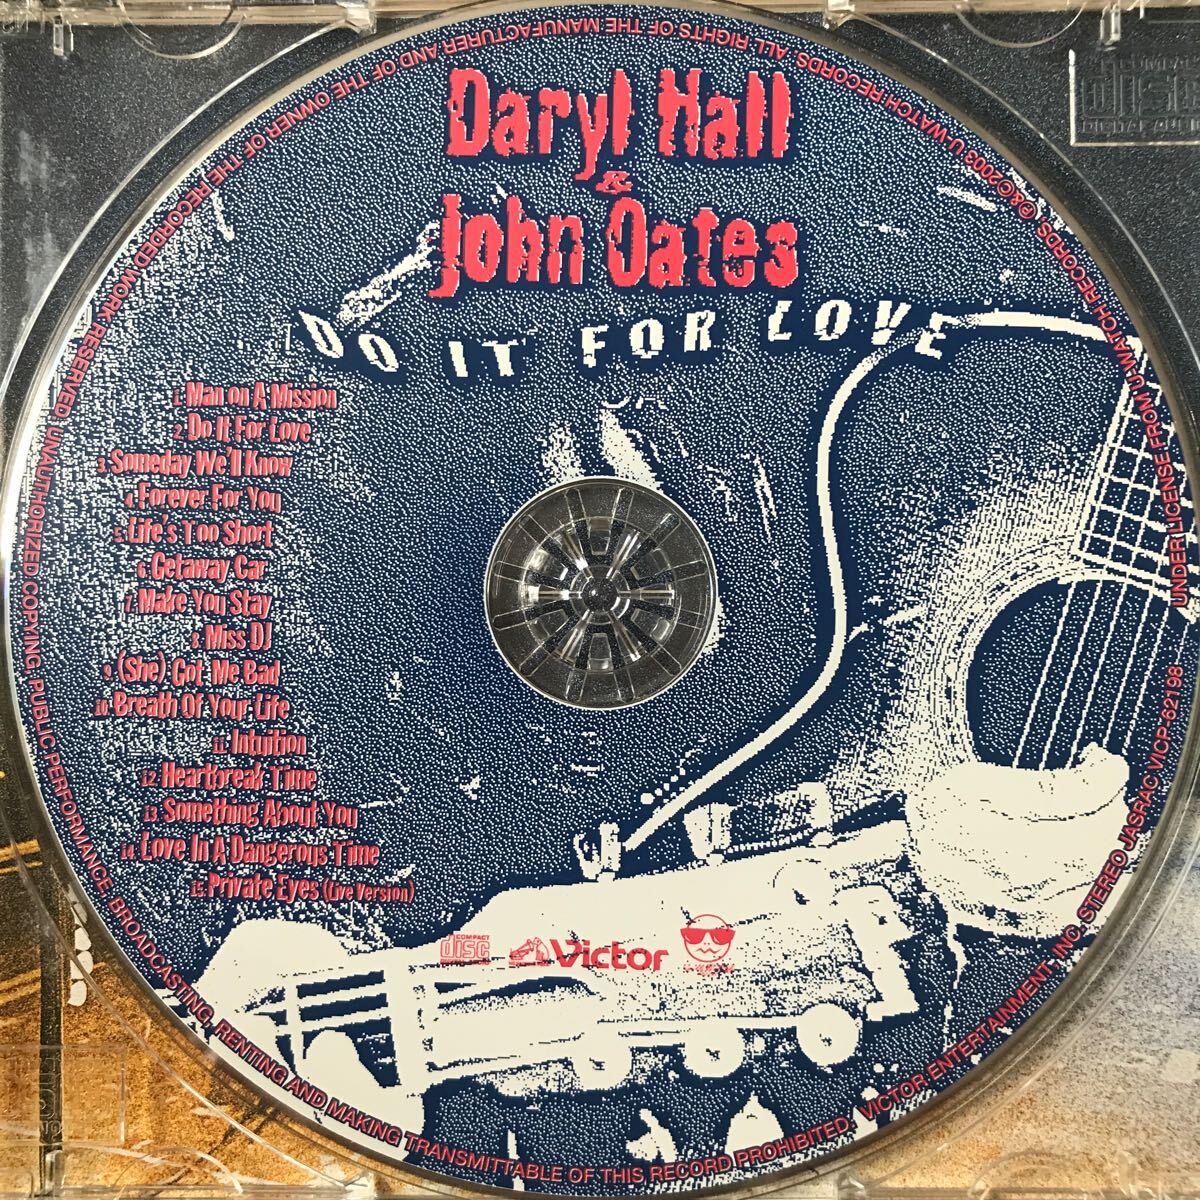 Daryl Hall
&
John Oates
DO IT FOR LOVE
1. Man on A Mission
2. Do It For Love
3. Someday We'll Know
4. Forever For You
5. Life's Too Short
6. Getaway Car
7. Make You Stay
8. Miss DJ
9. (She) Got Me Bad
10. Breath Of Your Life
11. Intuition
12. Heartbreak Time
13. Something About You
14. Love In A Dangerous Time
15. Private Eyes (Live Version)
COMPACT
disc
Victor
ALL RIGHTS OF THE MANUFACTURER AND OF THE OWNER OF THE RECORDED WORK RESERVED. UNAUTHORIZED COPYING, PUBLIC PERFORMANCE, BROADCASTING, RENTING AND MAKING TRANSMITTABLE OF THIS RECORD PROHIBITED. VICTOR ENTERTAINMENT, INC. STEREO JASRAC VICP-62198
UNDER LICENSE FROM U-WATCH RECORDS. ℗&©2003 U-WATCH RECORDS.
DIGITAL AUDIO